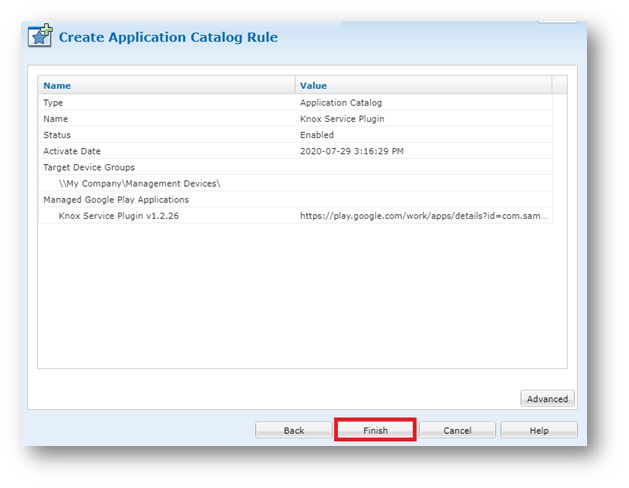 Create Application Catalog Rule
Name Value
Type Application Catalog
Name Knox Service Plugin
Status Enabled
Activate Date 2020-07-29 3:16:29 PM
Target Device Groups
\\My Company\Management Devices\
Managed Google Play Applications
Knox Service Plugin v1.2.26 https://play.google.com/work/apps/details?id=com.sam...
Advanced
Back Finish Cancel Help